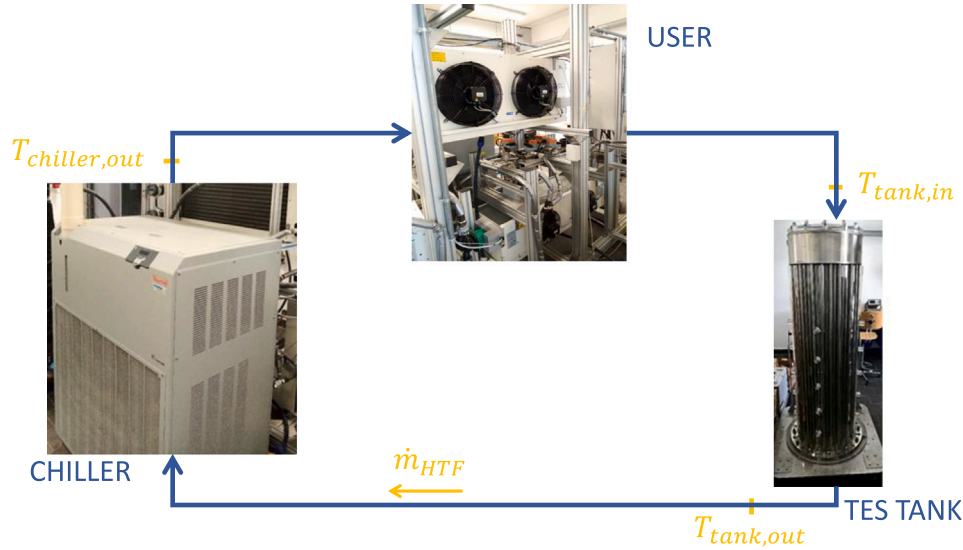 USER
T_chiller,out
T_tank,in
CHILLER
ṁ_HTF
TES TANK
T_tank,out